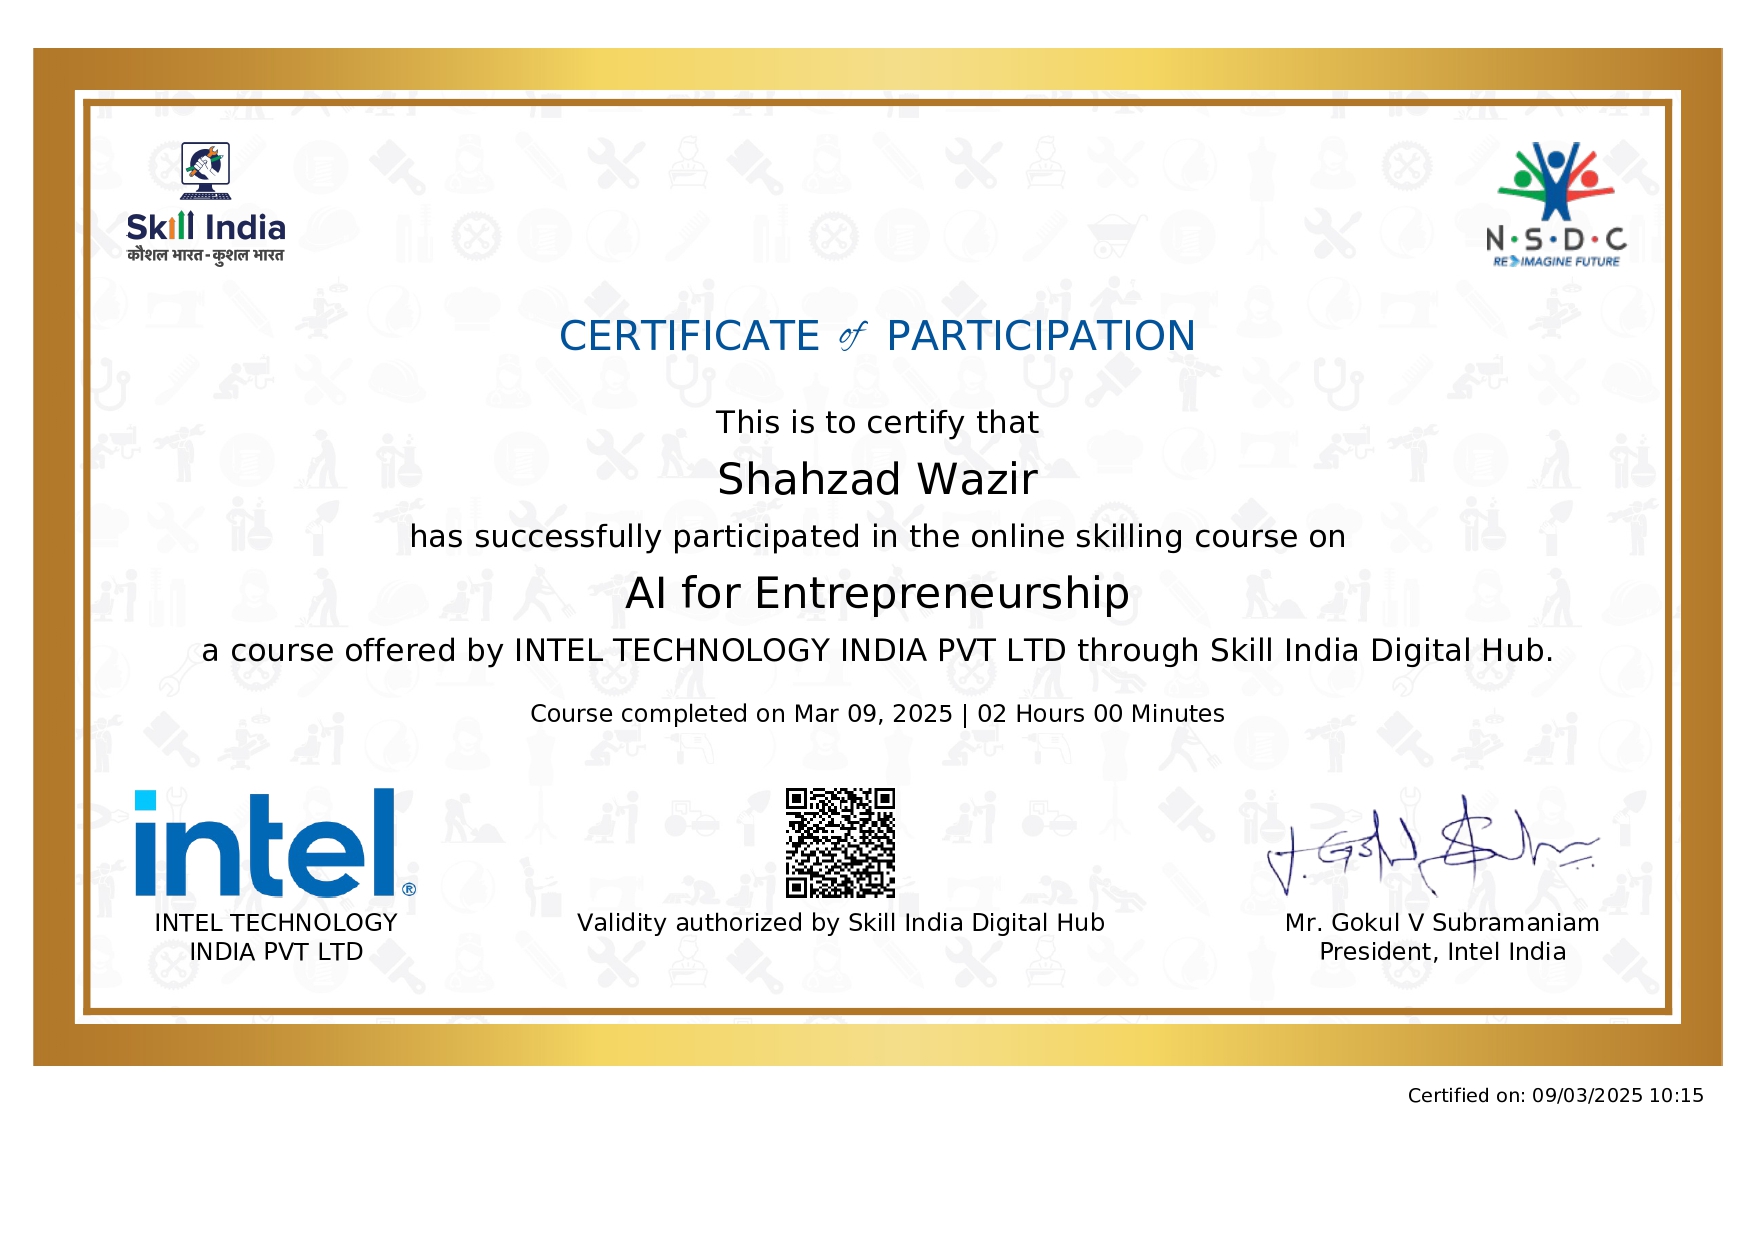 Skill India
कौशल भारत-कुशल भारत
N·S·D·C
RE IMAGINE FUTURE
CERTIFICATE of PARTICIPATION
This is to certify that
Shahzad Wazir
has successfully participated in the online skilling course on
AI for Entrepreneurship
a course offered by INTEL TECHNOLOGY INDIA PVT LTD through Skill India Digital Hub.
Course completed on Mar 09, 2025 | 02 Hours 00 Minutes
intel®
INTEL TECHNOLOGY
INDIA PVT LTD
Validity authorized by Skill India Digital Hub
Mr. Gokul V Subramaniam
President, Intel India
Certified on: 09/03/2025 10:15